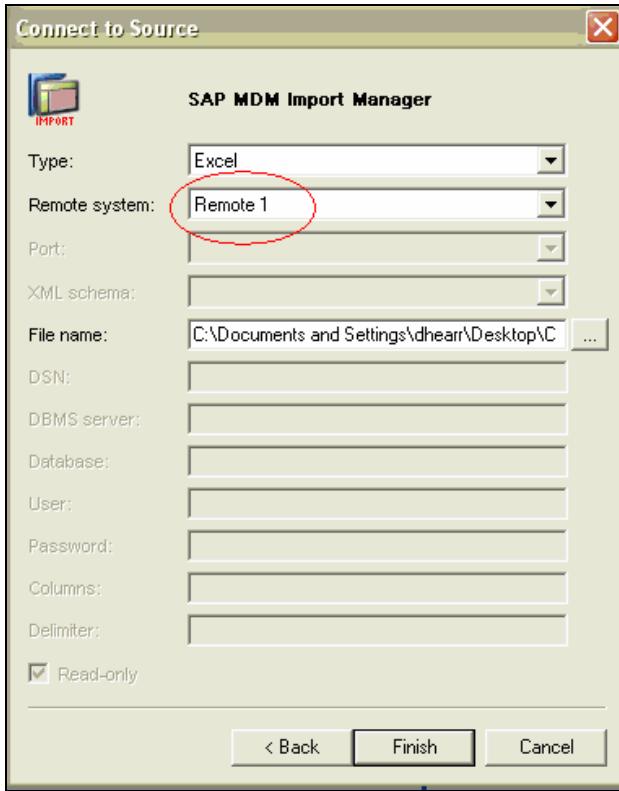 Connect to Source
IMPORT
SAP MDM Import Manager
Type: Excel
Remote system: Remote 1
Port:
XML schema:
File name: C:\Documents and Settings\dhearr\Desktop\C ...
DSN:
DBMS server:
Database:
User:
Password:
Columns:
Delimiter:
Read-only
< Back Finish Cancel